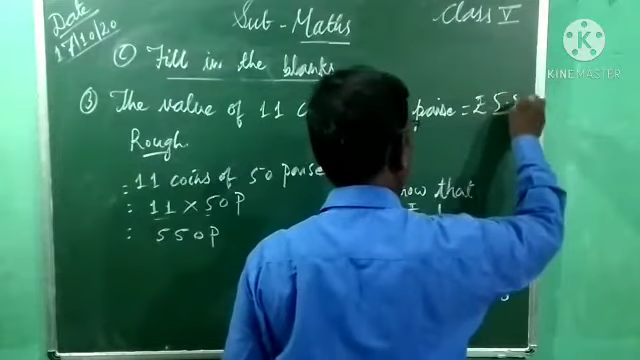 Date
17/10/20
Sub - Maths
Class V
(c) Fill in the blanks
③ The value of 11 paise = ₹ 5.5
Rough
= 11 coins of 50 paise
= 11 × 50 P
= 550 P
now that
KINEMASTER